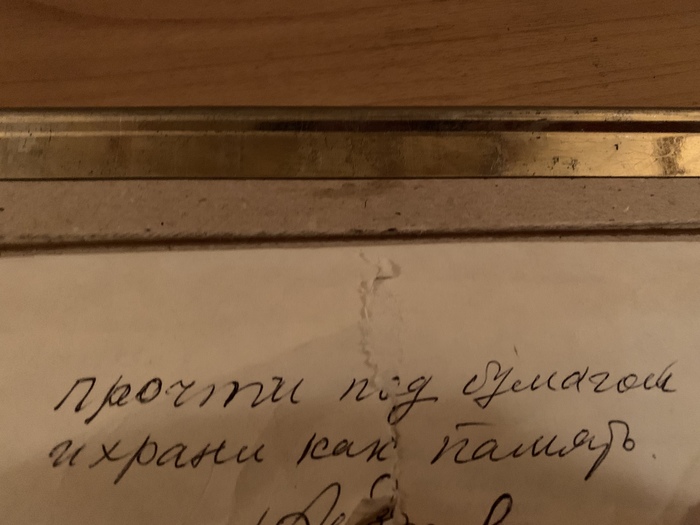 прочти под бумагой
и храни как память.